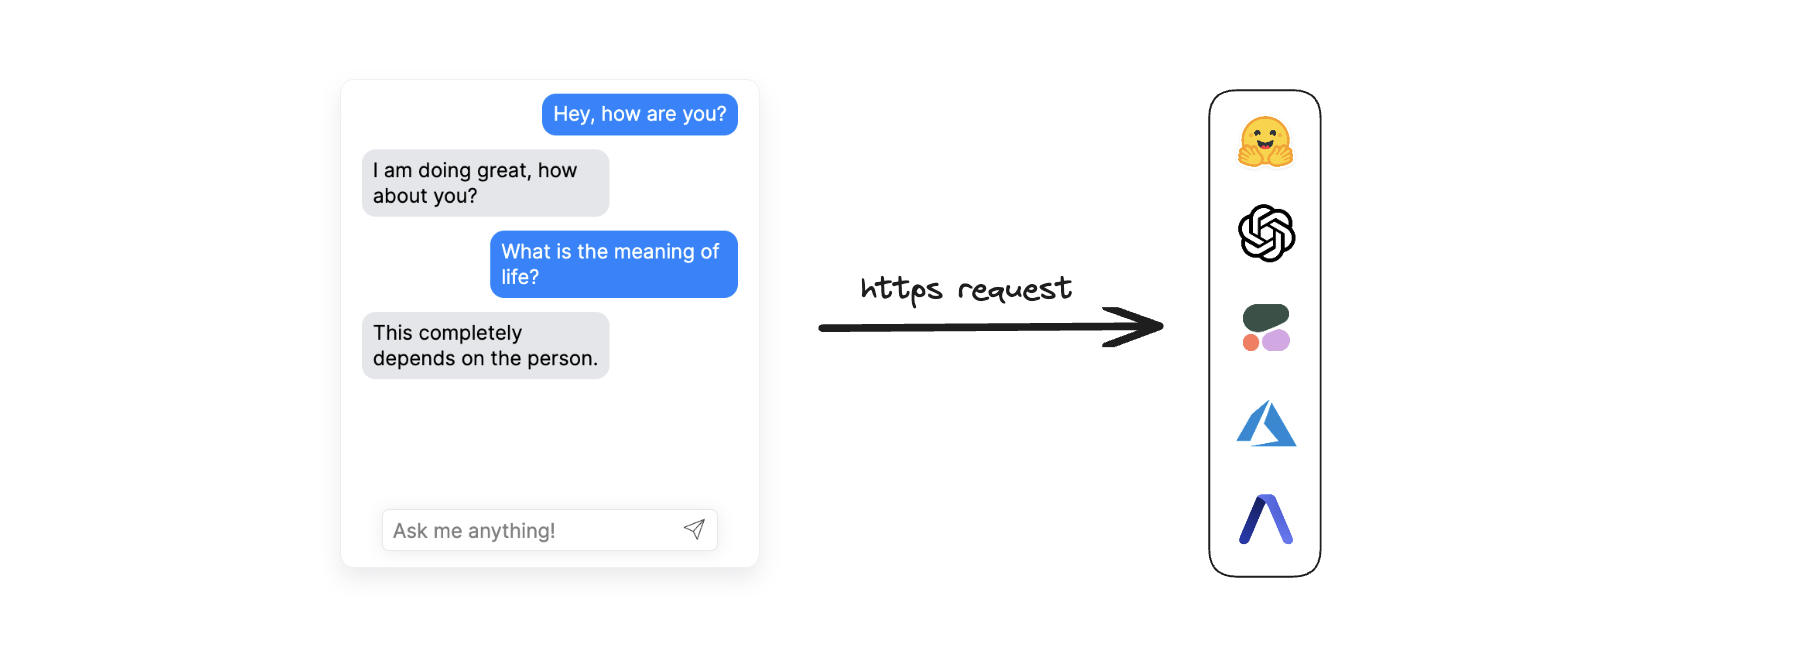 Hey, how are you?
I am doing great, how
about you?
What is the meaning of
life?
This completely
depends on the person.
Ask me anything!
https request